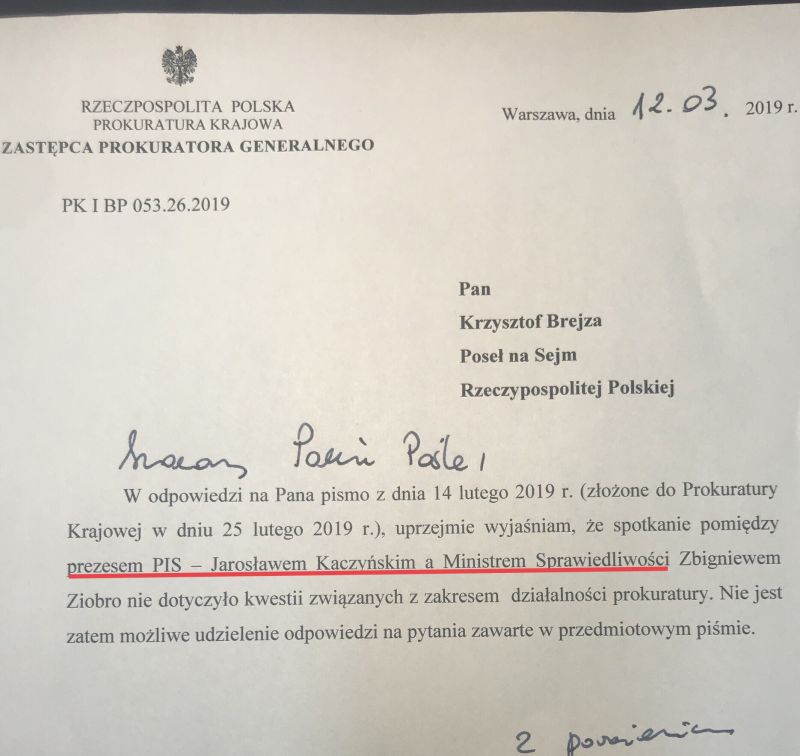 RZECZPOSPOLITA POLSKA
PROKURATURA KRAJOWA
ZASTĘPCA PROKURATORA GENERALNEGO
Warszawa, dnia 12.03. 2019 r.
PK I BP 053.26.2019
Pan
Krzysztof Brejza
Poseł na Sejm
Rzeczypospolitej Polskiej
Szanowny Panie Pośle,
W odpowiedzi na Pana pismo z dnia 14 lutego 2019 r. (złożone do Prokuratury
Krajowej w dniu 25 lutego 2019 r.), uprzejmie wyjaśniam, że spotkanie pomiędzy
prezesem PIS – Jarosławem Kaczyńskim a Ministrem Sprawiedliwości Zbigniewem
Ziobro nie dotyczyło kwestii związanych z zakresem działalności prokuratury. Nie jest
zatem możliwe udzielenie odpowiedzi na pytania zawarte w przedmiotowym piśmie.
Z poważaniem